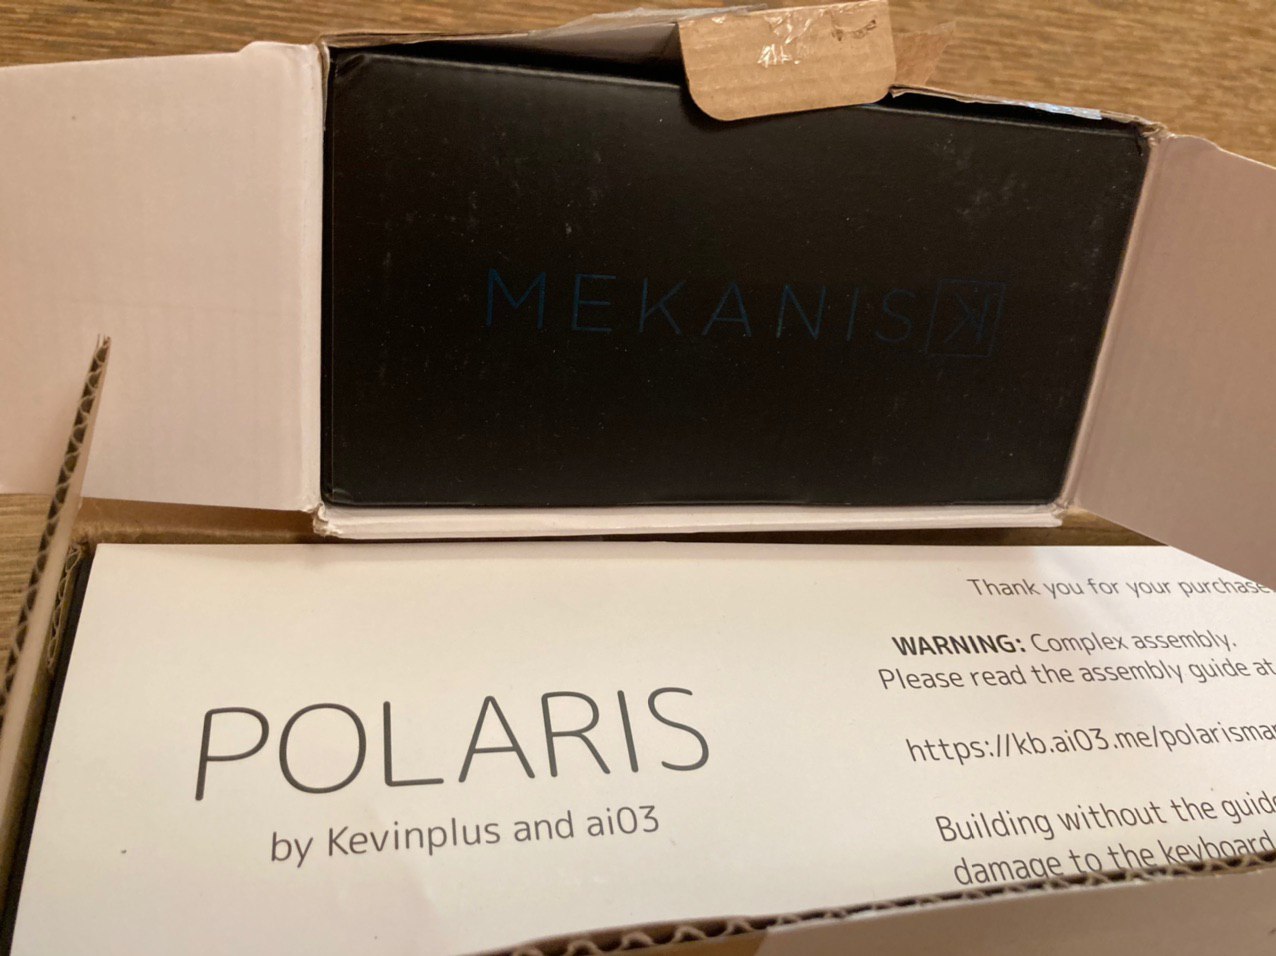 MEKANISK
POLARIS
by Kevinplus and ai03
Thank you for your purchase
WARNING: Complex assembly.
Please read the assembly guide at
https://kb.ai03.me/polarisma
Building without the guide
damage to the keyboard